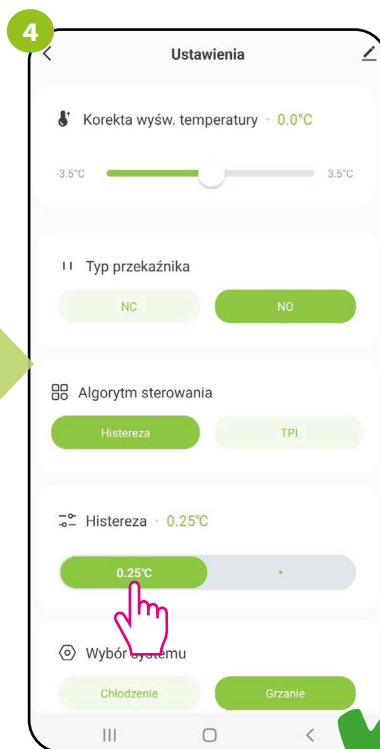 4
Ustawienia
Korekta wyśw. temperatury · 0.0°C
-3.5°C 3.5°C
Typ przekaźnika
NC NO
Algorytm sterowania
Histereza TPI
Histereza · 0.25°C
0.25°C
Wybór systemu
Chłodzenie Grzanie